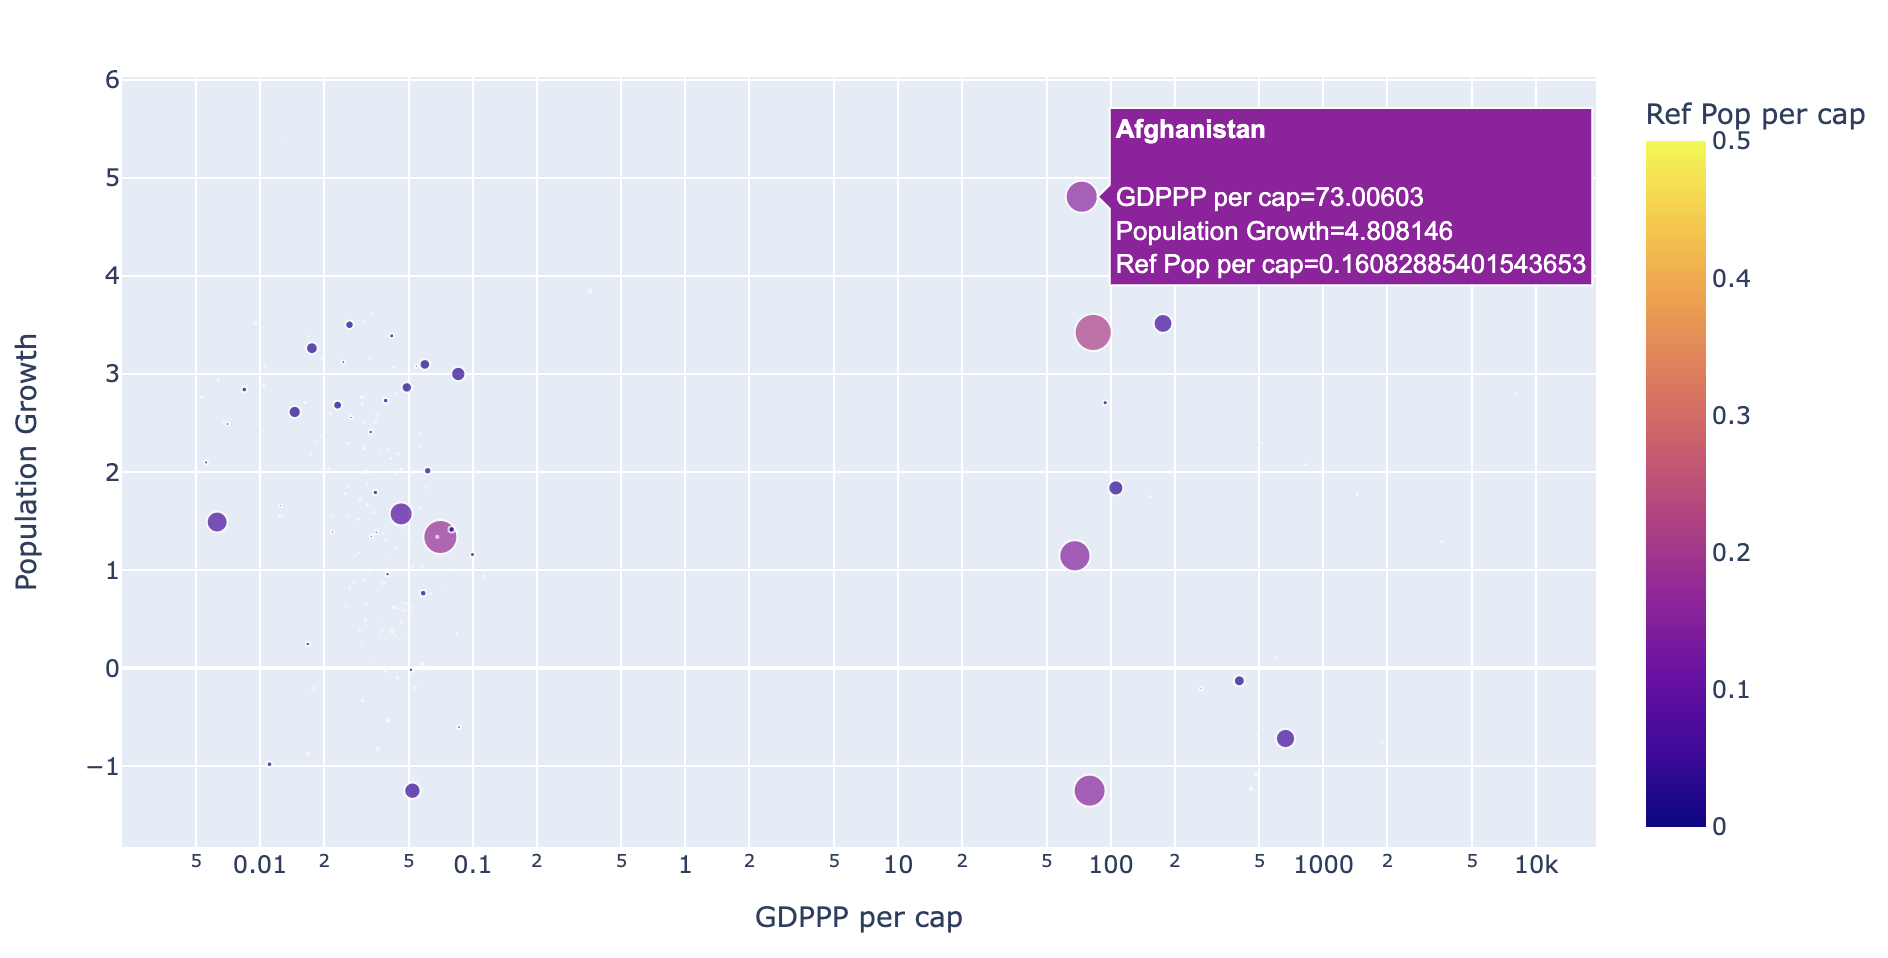 Ref Pop per cap
0.5
0.4
0.3
0.2
0.1
0
Afghanistan
GDPPP per cap=73.00603
Population Growth=4.808146
Ref Pop per cap=0.16082885401543653
6
5
4
3
2
1
0
−1
Population Growth
5 0.01 2 5 0.1 2 5 1 2 5 10 2 5 100 2 5 1000 2 5 10k
GDPPP per cap